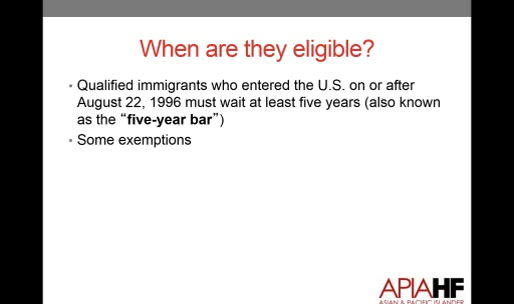 When are they eligible?
• Qualified immigrants who entered the U.S. on or after
August 22, 1996 must wait at least five years (also known
as the “five-year bar”)
• Some exemptions
APIAHF
ASIAN & PACIFIC ISLANDER